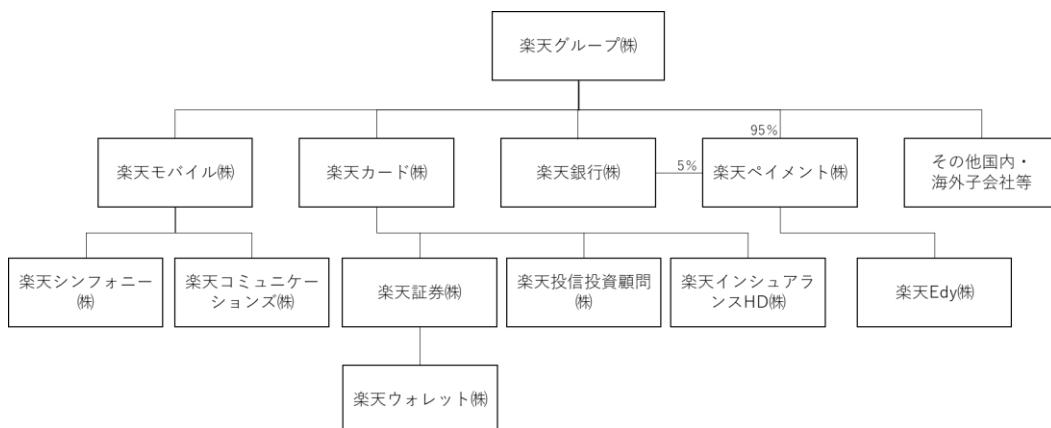 楽天グループ㈱
95%
楽天モバイル㈱
楽天カード㈱
楽天銀行㈱
5%
楽天ペイメント㈱
その他国内・
海外子会社等
楽天シンフォニー
㈱
楽天コミュニケー
ションズ㈱
楽天証券㈱
楽天投信投資顧問
㈱
楽天インシュアラ
ンスHD㈱
楽天Edy㈱
楽天ウォレット㈱